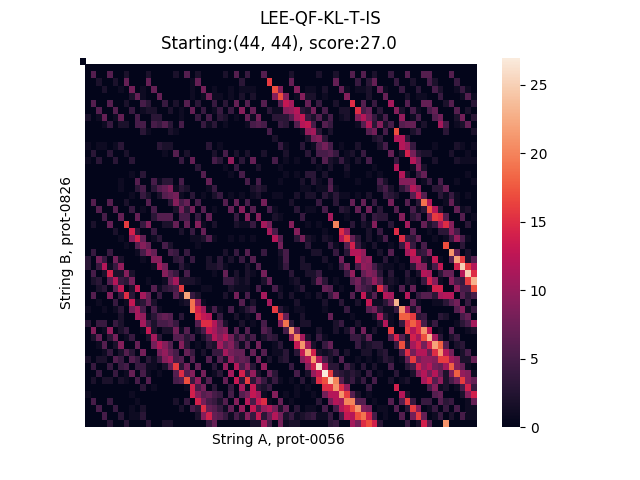 LEE-QF-KL-T-IS
Starting:(44, 44), score:27.0
String B, prot-0826
String A, prot-0056
25
20
15
10
5
0